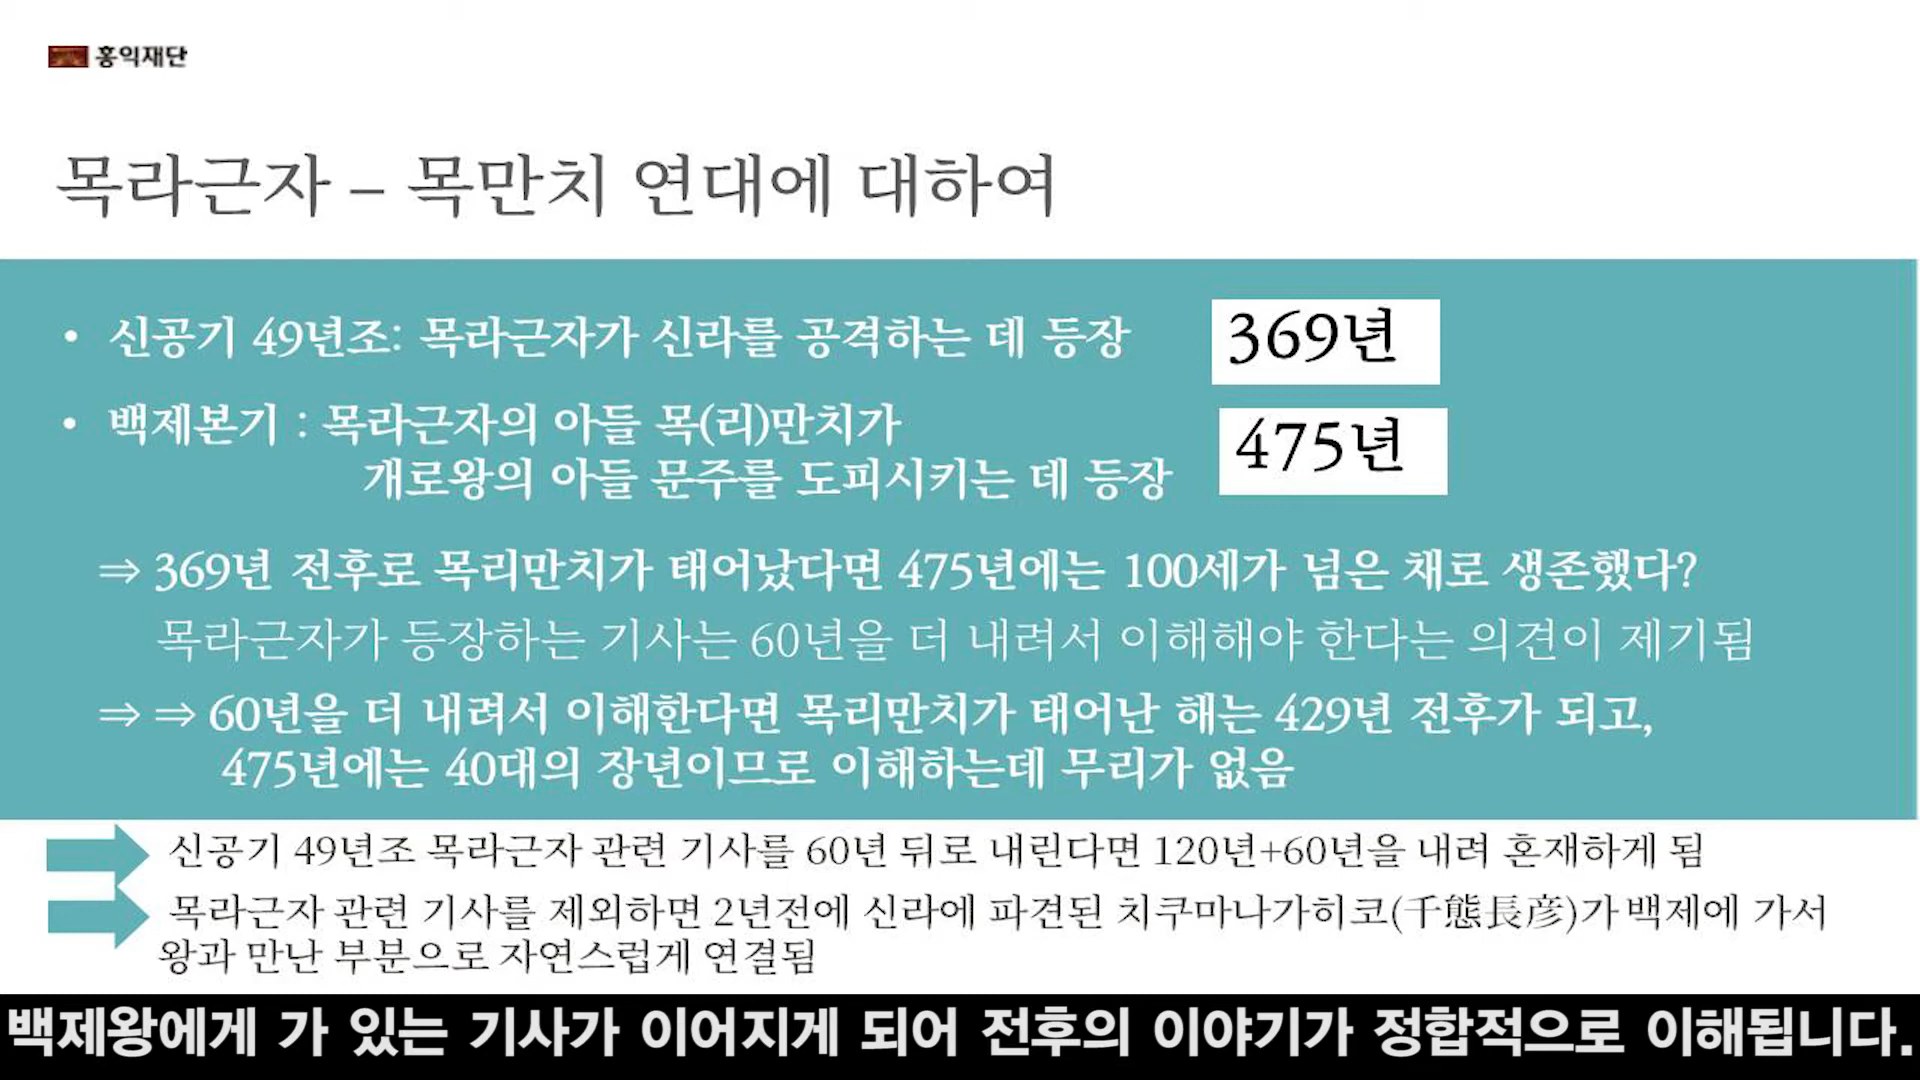 홍익재단
목라근자 – 목만치 연대에 대하여
• 신공기 49년조: 목라근자가 신라를 공격하는 데 등장
369년
• 백제본기 : 목라근자의 아들 목(리)만치가
개로왕의 아들 문주를 도피시키는 데 등장
475년
⇒ 369년 전후로 목리만치가 태어났다면 475년에는 100세가 넘은 채로 생존했다?
목라근자가 등장하는 기사는 60년을 더 내려서 이해해야 한다는 의견이 제기됨
⇒ ⇒ 60년을 더 내려서 이해한다면 목리만치가 태어난 해는 429년 전후가 되고,
475년에는 40대의 장년이므로 이해하는데 무리가 없음
신공기 49년조 목라근자 관련 기사를 60년 뒤로 내린다면 120년+60년을 내려 혼재하게 됨
목라근자 관련 기사를 제외하면 2년전에 신라에 파견된 치쿠마나가히코(千態長彦)가 백제에 가서
왕과 만난 부분으로 자연스럽게 연결됨
백제왕에게 가 있는 기사가 이어지게 되어 전후의 이야기가 정합적으로 이해됩니다.